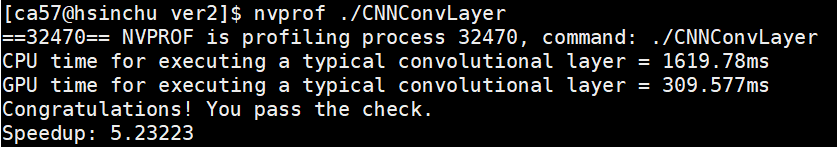 [ca57@hsinchu ver2]$ nvprof ./CNNConvLayer
==32470== NVPROF is profiling process 32470, command: ./CNNConvLayer
CPU time for executing a typical convolutional layer = 1619.78ms
GPU time for executing a typical convolutional layer = 309.577ms
Congratulations! You pass the check.
Speedup: 5.23223